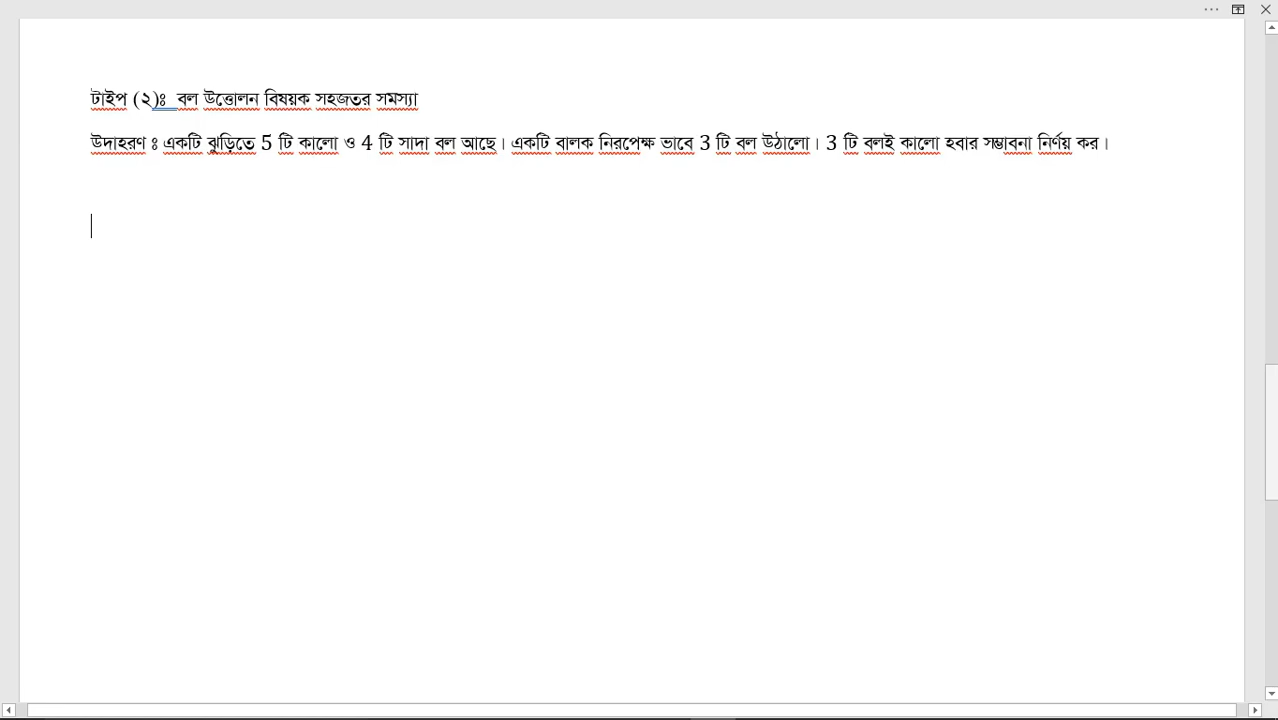 টাইপ (২)ঃ বল উত্তোলন বিষয়ক সহজতর সমস্যা
উদাহরণ ঃ একটি ঝুড়িতে 5 টি কালো ও 4 টি সাদা বল আছে। একটি বালক নিরপেক্ষ ভাবে 3 টি বল উঠালো। 3 টি বলই কালো হবার সম্ভাবনা নির্ণয় কর।